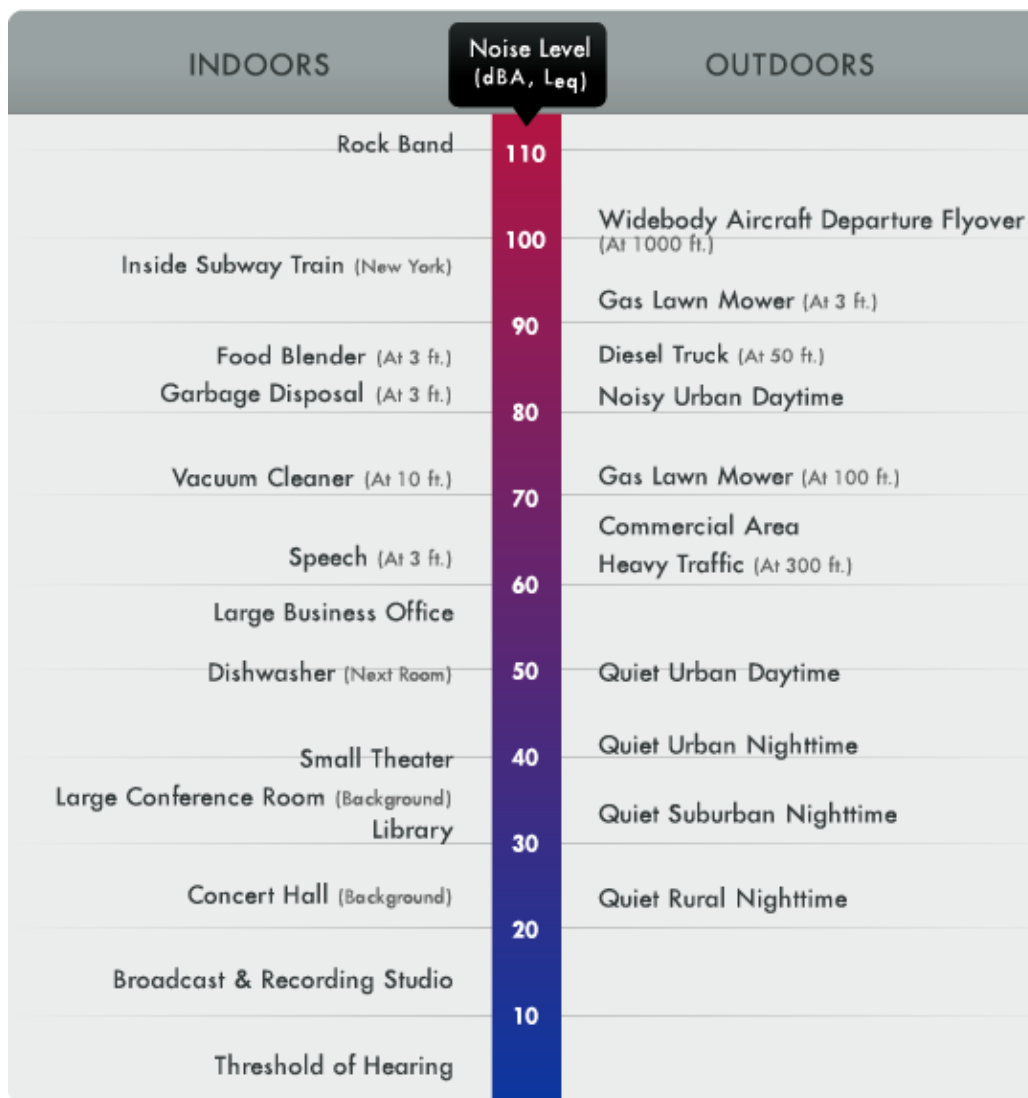 INDOORS
Noise Level
(dBA, Leq)
OUTDOORS
Rock Band
110
Widebody Aircraft Departure Flyover
(At 1000 ft.)
100
Inside Subway Train (New York)
Gas Lawn Mower (At 3 ft.)
90
Food Blender (At 3 ft.)
Diesel Truck (At 50 ft.)
Garbage Disposal (At 3 ft.)
Noisy Urban Daytime
80
Vacuum Cleaner (At 10 ft.)
Gas Lawn Mower (At 100 ft.)
70
Commercial Area
Speech (At 3 ft.)
Heavy Traffic (At 300 ft.)
60
Large Business Office
Dishwasher (Next Room)
50
Quiet Urban Daytime
Quiet Urban Nighttime
Small Theater
40
Large Conference Room (Background)
Quiet Suburban Nighttime
Library
30
Concert Hall (Background)
Quiet Rural Nighttime
20
Broadcast & Recording Studio
10
Threshold of Hearing